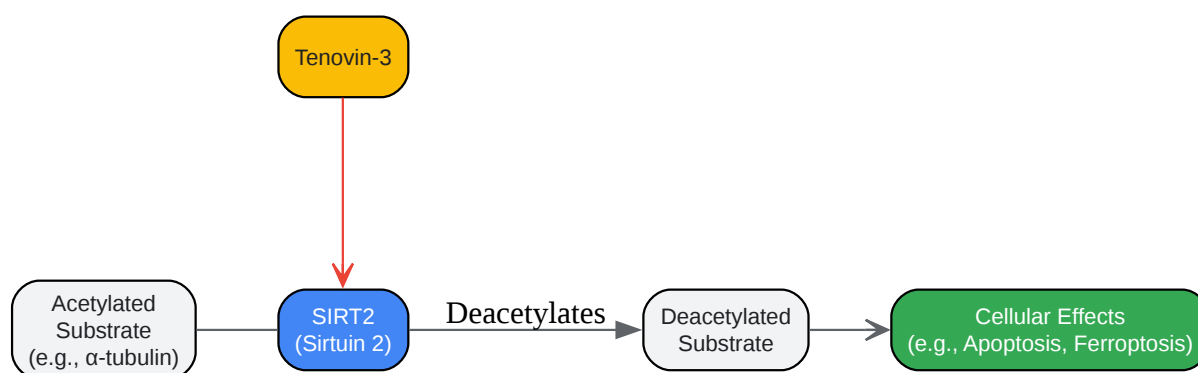 Tenovin-3
Acetylated
Substrate
(e.g., α-tubulin)
SIRT2
(Sirtuin 2)
Deacetylates
Deacetylated
Substrate
Cellular Effects
(e.g., Apoptosis, Ferroptosis)